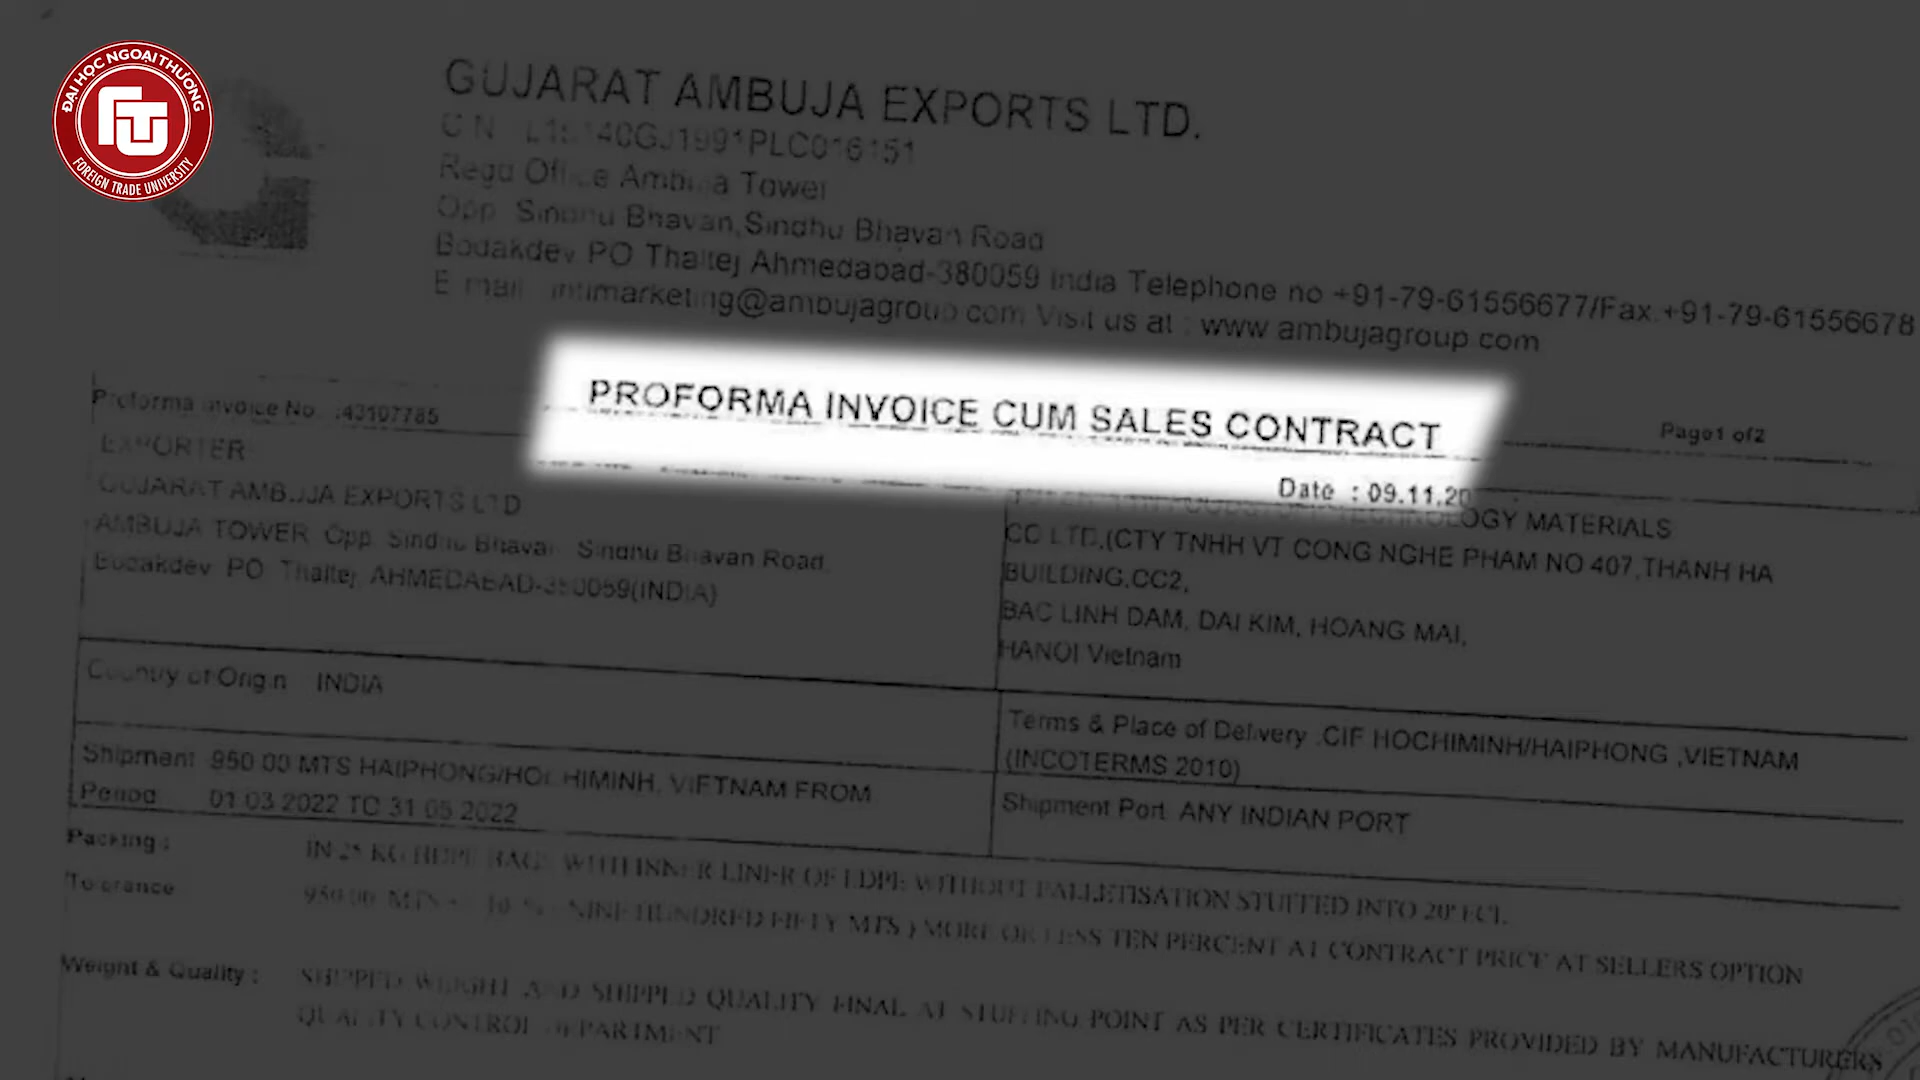 ĐẠI HỌC NGOẠI THƯƠNG
FTU
FOREIGN TRADE UNIVERSITY
GUJARAT AMBUJA EXPORTS LTD.
PLC016151
Regd Office Ambuja Tower
Opp. Sindhu Bhavan, Sindhu Bhavan Road
Bodakdev, PO Thaltej Ahmedabad-380059 India Telephone no +91-79-61556677/Fax.+91-79-61556678
E mail : intlmarketing@ambujagroup.com Visit us at : www ambujagroup com
PROFORMA INVOICE CUM SALES CONTRACT
Page1 of2
Proforma Invoice No. :43107785
Date : 09.11.20
EXPORTER
GUJARAT AMBUJA EXPORTS LTD
AMBUJA TOWER Opp. Sindhu Bhavan Sindhu Bhavan Road.
Bodakdev PO Thaltej, AHMEDABAD-380059(INDIA)
TECHNOLOGY MATERIALS
CO LTD,(CTY TNHH VT CONG NGHE PHAM NO 407,THANH HA
BUILDING,CC2,
BAC LINH DAM, DAI KIM, HOANG MAI,
HANOI Vietnam
Country of Origin INDIA
Terms & Place of Delivery .CIF HOCHIMINH/HAIPHONG ,VIETNAM
(INCOTERMS 2010)
Shipment 950.00 MTS HAIPHONG/HOCHIMINH, VIETNAM FROM
Period 01 03 2022 TO 31 05 2022
Shipment Port ANY INDIAN PORT
Packing : IN 25 KG HDPE BAGS WITH INNER LINER OF LDPE WITHOUT PALLETISATION STUFFED INTO 20' FCL
Tolerance 950.00 MTS +/- 10 % NINE HUNDRED FIFTY MTS ) MORE OR LESS TEN PERCENT AT CONTRACT PRICE AT SELLERS OPTION
Weight & Quality : SHIPPED WEIGHT AND SHIPPED QUALITY FINAL AT STUFFING POINT AS PER CERTIFICATES PROVIDED BY MANUFACTURERS
QUALITY CONTROL DEPARTMENT